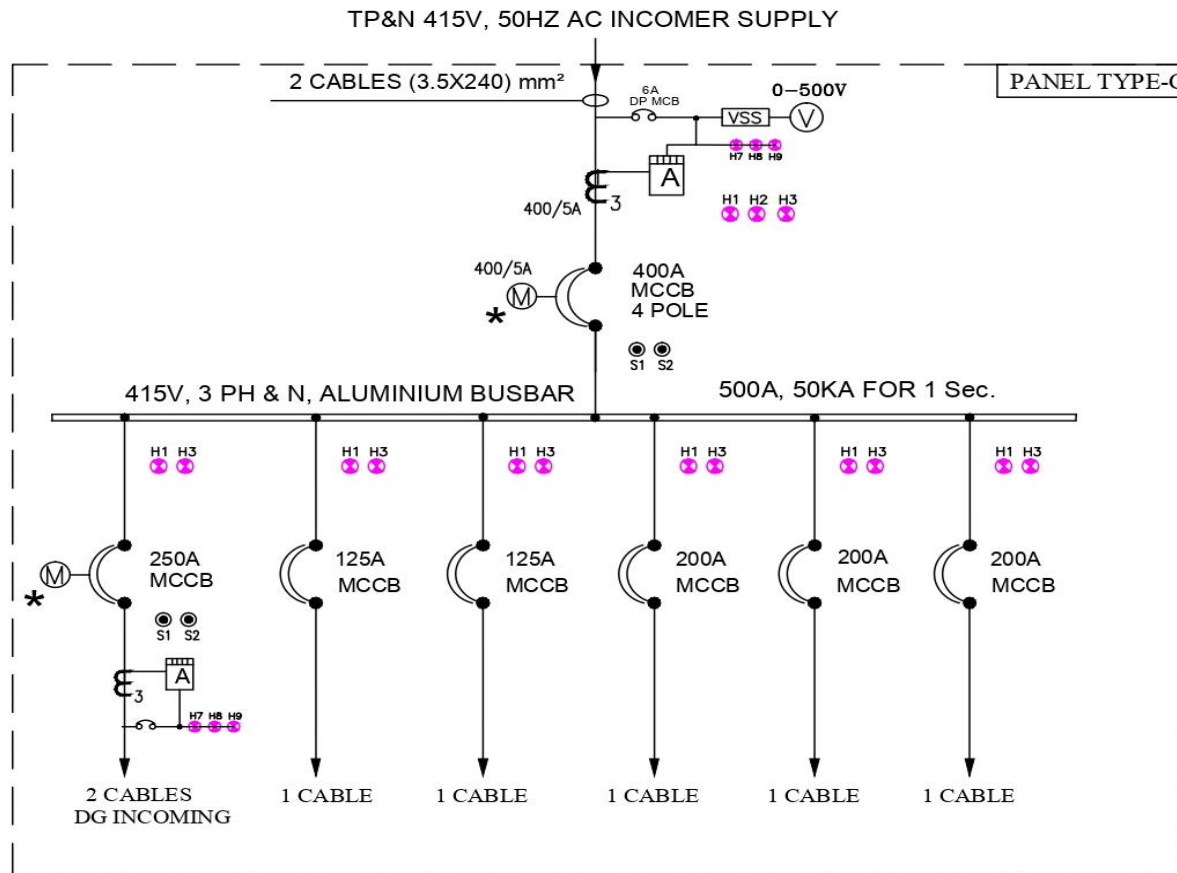 TP&N 415V, 50HZ AC INCOMER SUPPLY
2 CABLES (3.5X240) mm²
6A
DP MCB
0-500V
PANEL TYPE-C
VSS
V
H7 H8 H9
A
400/5A
3
H1 H2 H3
400/5A
M
*
400A
MCCB
4 POLE
S1 S2
415V, 3 PH & N, ALUMINIUM BUSBAR
500A, 50KA FOR 1 Sec.
H1 H3
H1 H3
H1 H3
H1 H3
H1 H3
H1 H3
M
*
250A
MCCB
125A
MCCB
125A
MCCB
200A
MCCB
200A
MCCB
200A
MCCB
S1 S2
A
3
H7 H8 H9
2 CABLES
DG INCOMING
1 CABLE
1 CABLE
1 CABLE
1 CABLE
1 CABLE